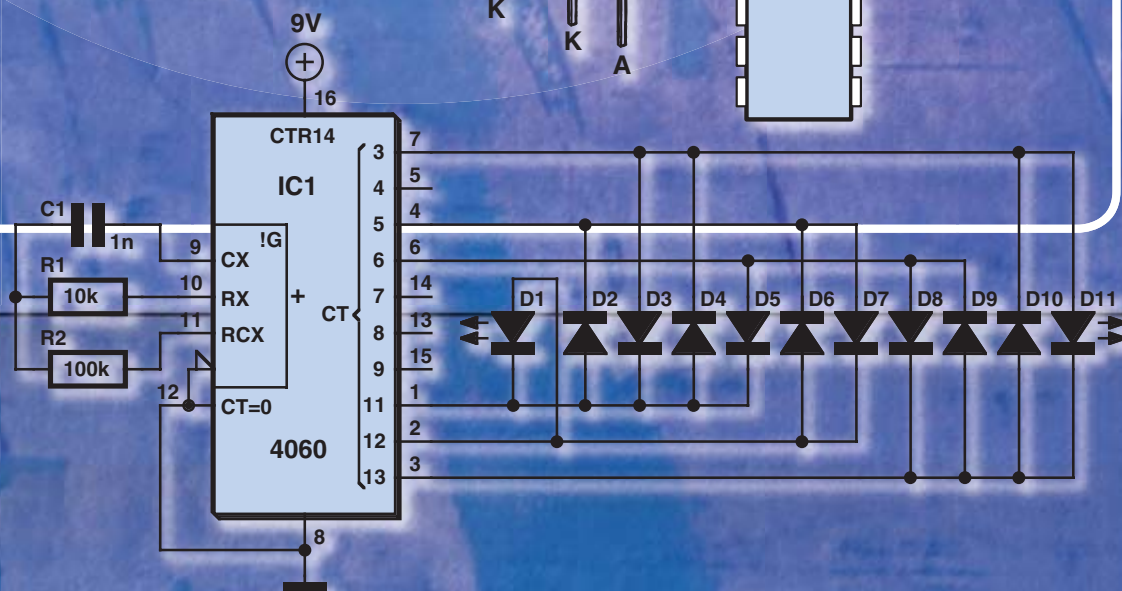 K
K
A
9V
+
16
CTR14
IC1
!G
CX
RX
RCX
+
CT
CT=0
4060
C1
1n
R1
10k
R2
100k
9
10
11
12
8
3 7
4 5
5 4
6 6
7 14
8 13
9 15
11 1
12 2
13 3
D1 D2 D3 D4 D5 D6 D7 D8 D9 D10 D11